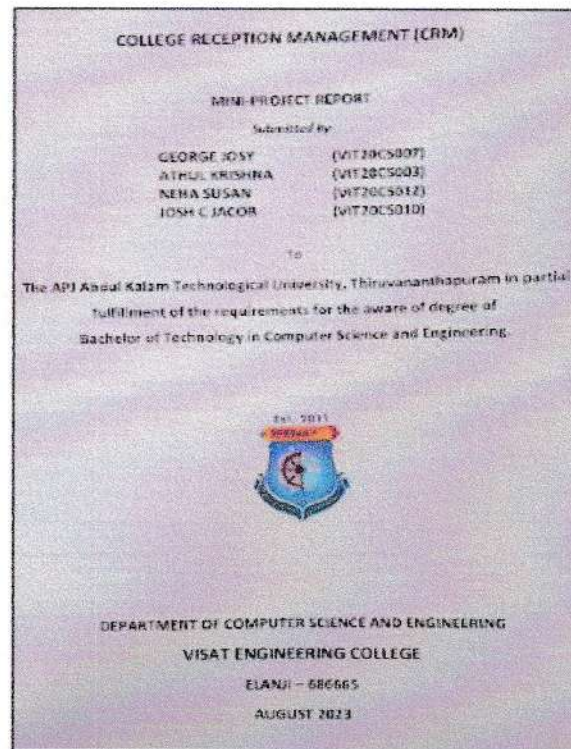 COLLEGE RECEPTION MANAGEMENT (CRM)
MINI-PROJECT REPORT
Submitted by
GEORGE JOSY (VIT20CS007)
ATHUL KRISHNA (VIT20CS003)
NEHA SUSAN (VIT20CS012)
JOSH C JACOB (VIT20CS010)
To
The APJ Abdul Kalam Technological University, Thiruvananthapuram in partial
fulfillment of the requirements for the aware of degree of
Bachelor of Technology in Computer Science and Engineering.
Est. 2011
DEPARTMENT OF COMPUTER SCIENCE AND ENGINEERING
VISAT ENGINEERING COLLEGE
ELANJI – 686665
AUGUST 2023